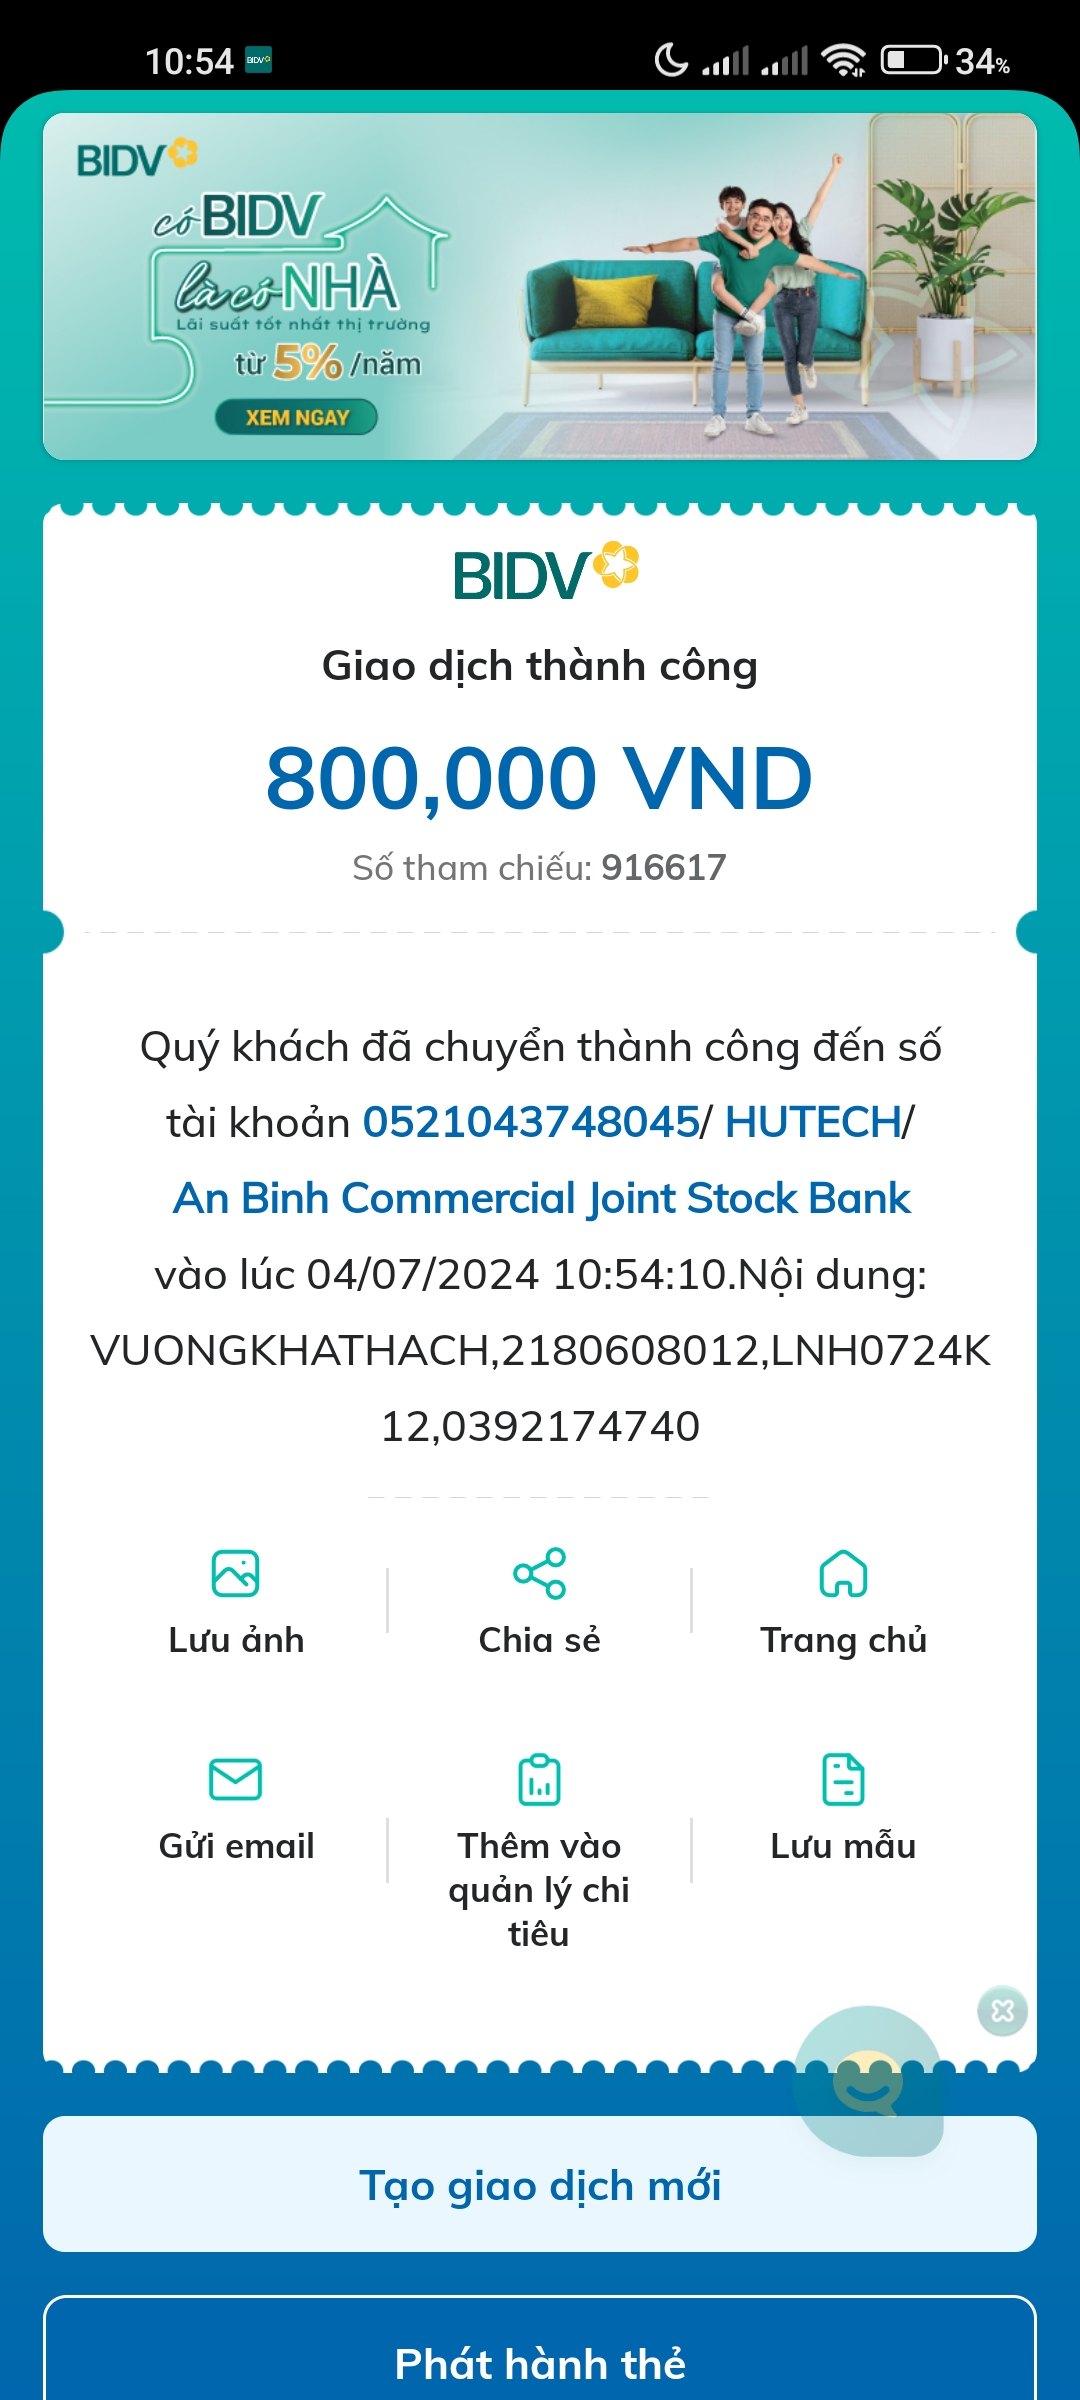 10:54 BIDV 34%
BIDV
có BIDV
là có NHÀ
Lãi suất tốt nhất thị trường
từ 5% /năm
XEM NGAY
BIDV
Giao dịch thành công
800,000 VND
Số tham chiếu: 916617
Quý khách đã chuyển thành công đến số
tài khoản 0521043748045/ HUTECH/
An Binh Commercial Joint Stock Bank
vào lúc 04/07/2024 10:54:10.Nội dung:
VUONGKHATHACH,2180608012,LNH0724K
12,0392174740
Lưu ảnh Chia sẻ Trang chủ
Gửi email Thêm vào Lưu mẫu
quản lý chi
tiêu
Tạo giao dịch mới
Phát hành thẻ